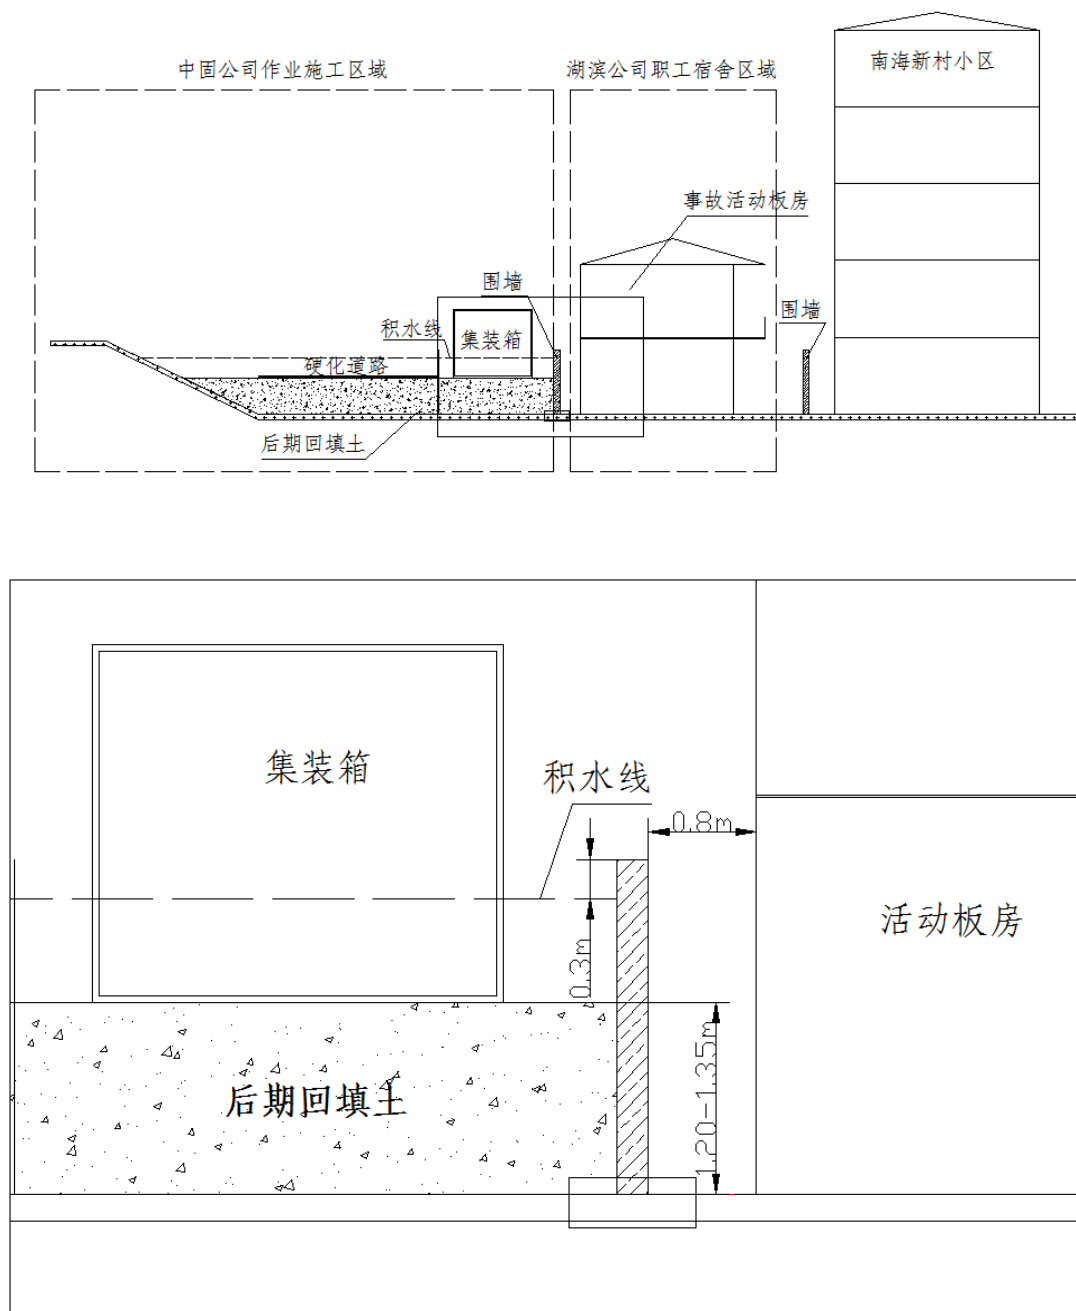 中固公司作业施工区域
湖滨公司职工宿舍区域
南海新村小区
事故活动板房
围墙
围墙
积水线
集装箱
硬化道路
后期回填土
集装箱
积水线
0.8m
0.3m
活动板房
后期回填土
1.20-1.35m